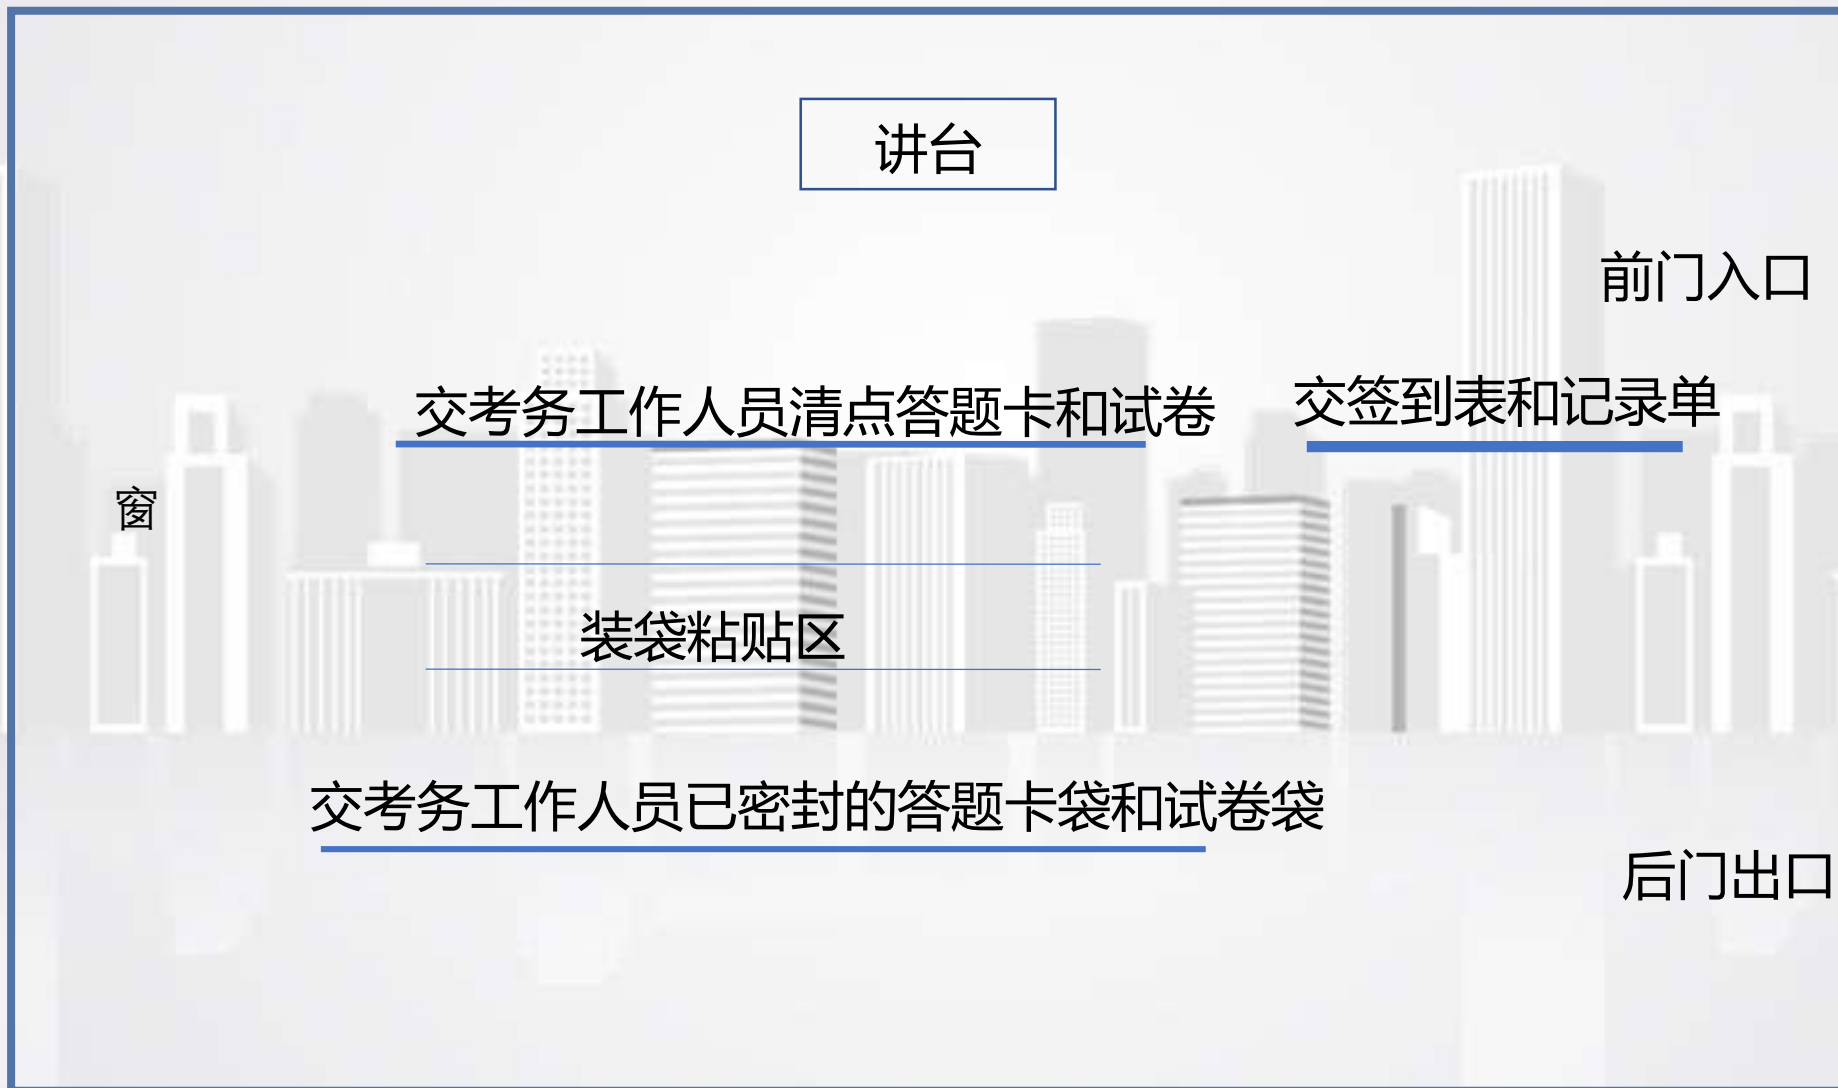 讲台
前门入口
交考务工作人员清点答题卡和试卷
交签到表和记录单
窗
装袋粘贴区
交考务工作人员已密封的答题卡袋和试卷袋
后门出口